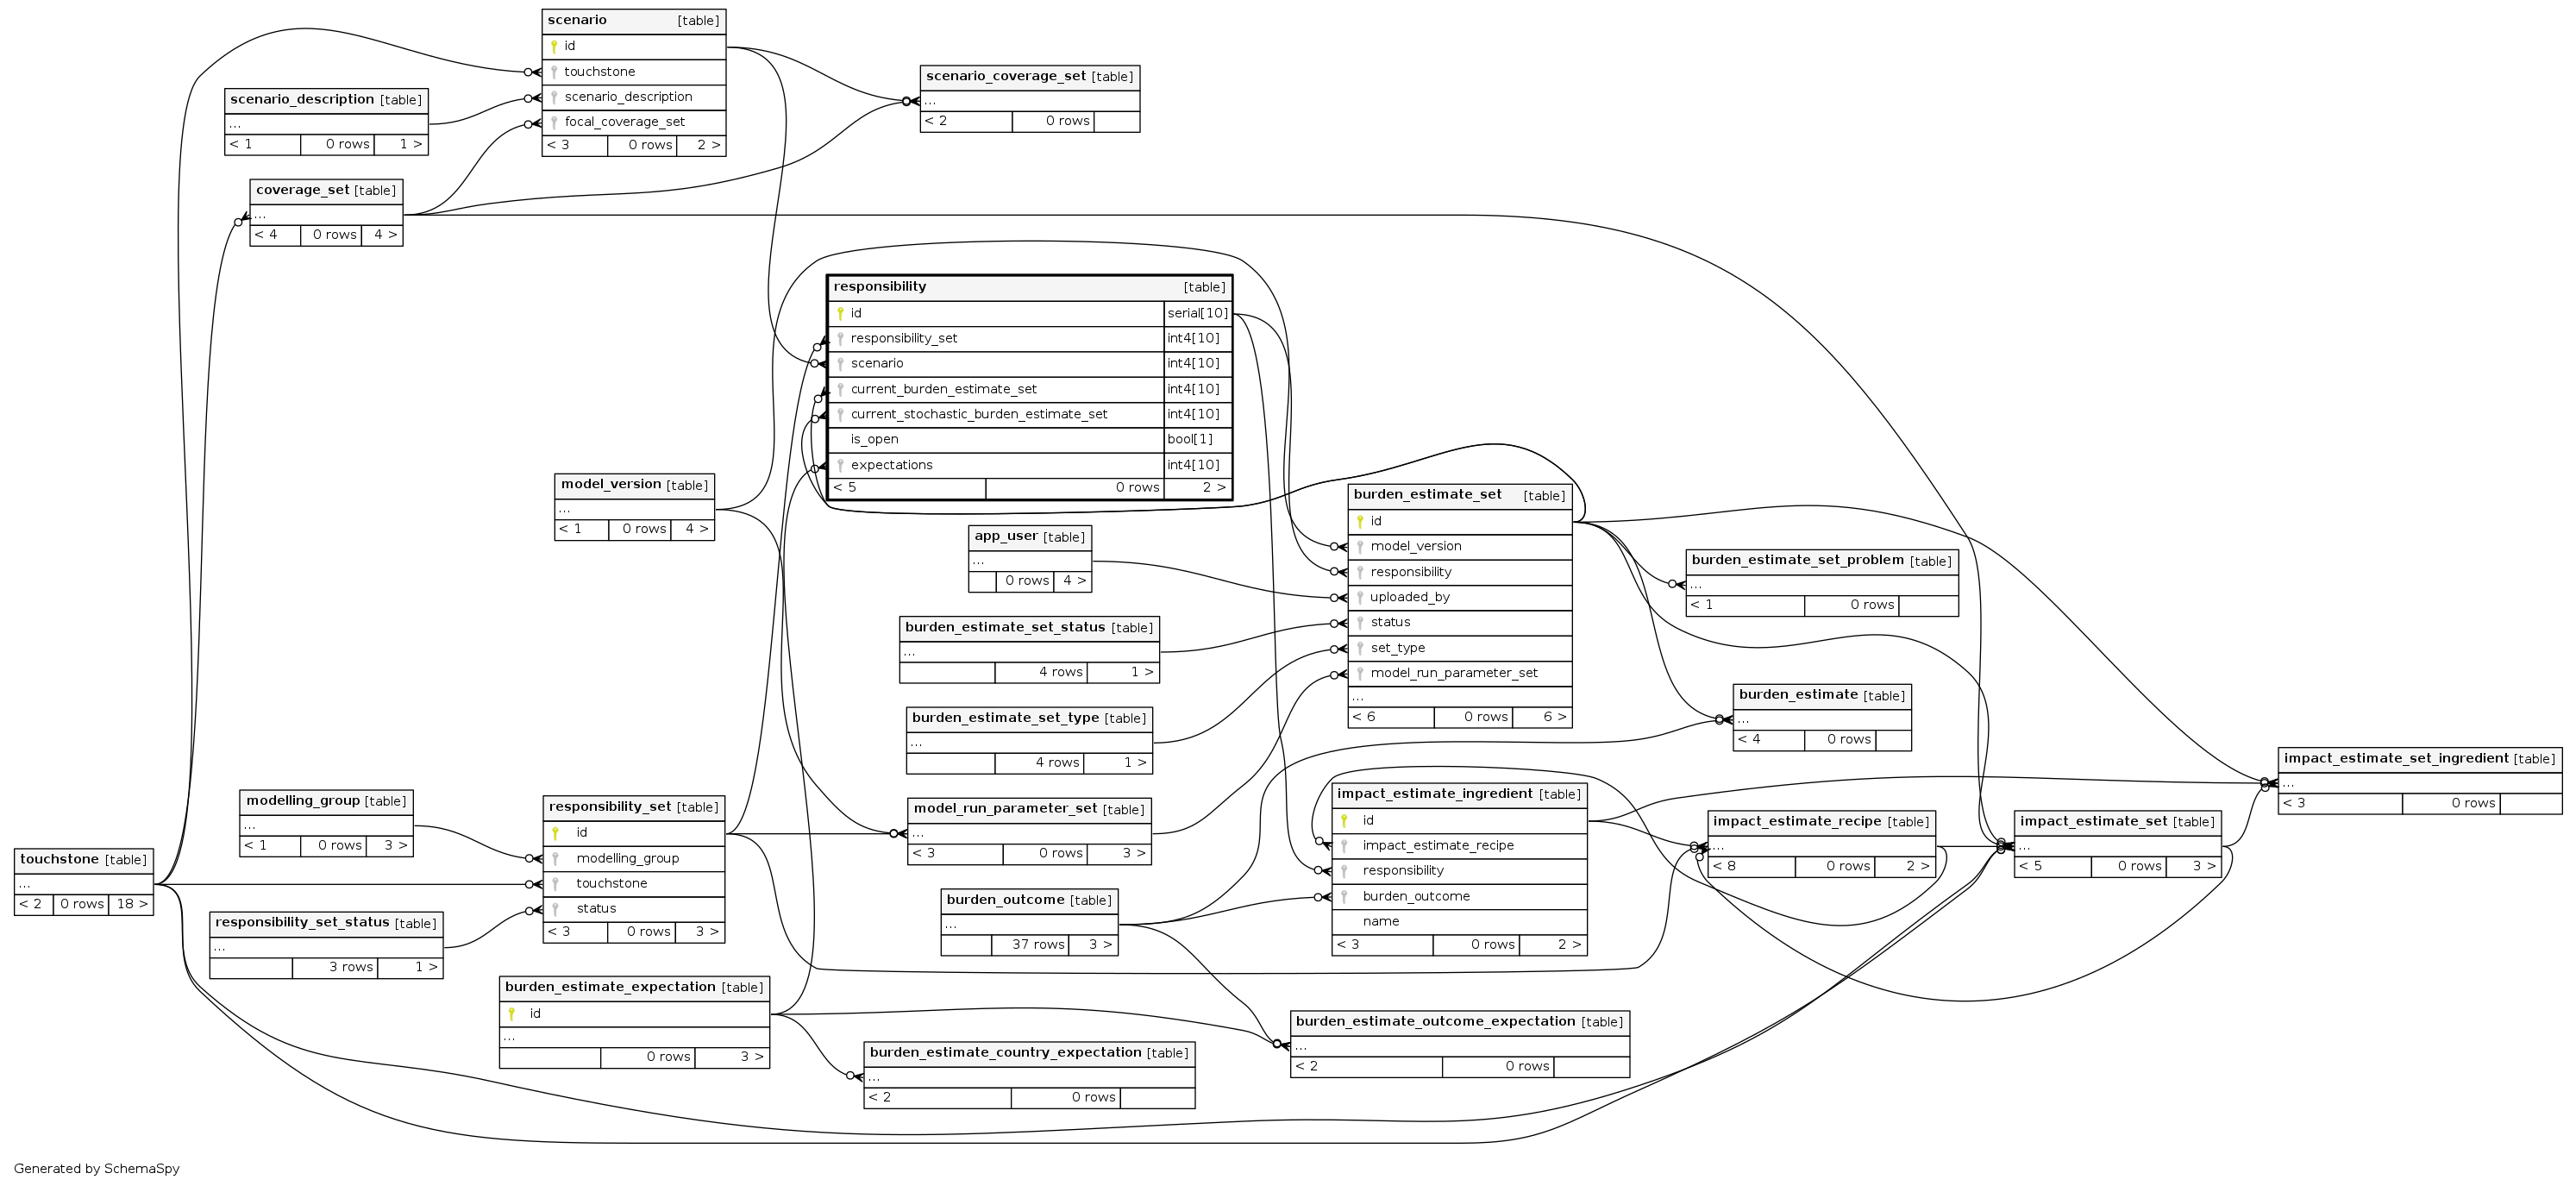 scenario [table]
id
touchstone
scenario_description
focal_coverage_set
< 3 0 rows 2 >
scenario_coverage_set [table]
...
< 2 0 rows
scenario_description [table]
...
< 1 0 rows 1 >
coverage_set [table]
...
< 4 0 rows 4 >
responsibility [table]
id serial[10]
responsibility_set int4[10]
scenario int4[10]
current_burden_estimate_set int4[10]
current_stochastic_burden_estimate_set int4[10]
is_open bool[1]
expectations int4[10]
< 5 0 rows 2 >
model_version [table]
...
< 1 0 rows 4 >
burden_estimate_set [table]
id
model_version
responsibility
uploaded_by
status
set_type
model_run_parameter_set
...
< 6 0 rows 6 >
app_user [table]
...
0 rows 4 >
burden_estimate_set_problem [table]
...
< 1 0 rows
burden_estimate_set_status [table]
...
4 rows 1 >
burden_estimate [table]
...
< 4 0 rows
burden_estimate_set_type [table]
...
4 rows 1 >
impact_estimate_set_ingredient [table]
...
< 3 0 rows
modelling_group [table]
...
< 1 0 rows 3 >
responsibility_set [table]
id
modelling_group
touchstone
status
< 3 0 rows 3 >
model_run_parameter_set [table]
...
< 3 0 rows 3 >
impact_estimate_ingredient [table]
id
impact_estimate_recipe
responsibility
burden_outcome
name
< 3 0 rows 2 >
impact_estimate_recipe [table]
...
< 8 0 rows 2 >
impact_estimate_set [table]
...
< 5 0 rows 3 >
touchstone [table]
...
< 2 0 rows 18 >
responsibility_set_status [table]
...
3 rows 1 >
burden_outcome [table]
...
37 rows 3 >
burden_estimate_expectation [table]
id
...
0 rows 3 >
burden_estimate_outcome_expectation [table]
...
< 2 0 rows
burden_estimate_country_expectation [table]
...
< 2 0 rows
Generated by SchemaSpy